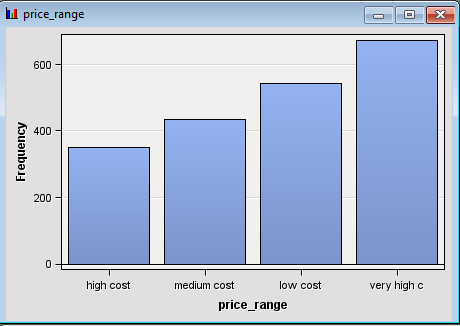 price_range
Frequency
600
400
200
0
high cost
medium cost
low cost
very high c
price_range